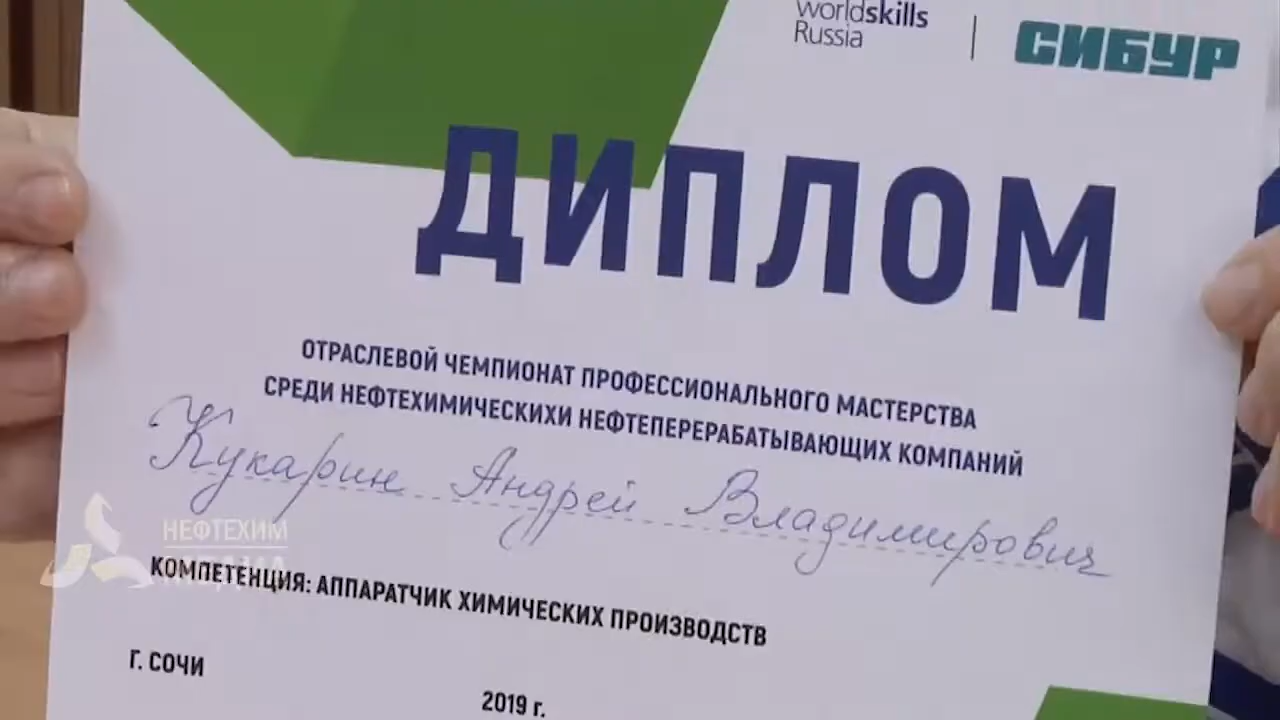 worldskills
Russia
СИБУР
ДИПЛОМ
ОТРАСЛЕВОЙ ЧЕМПИОНАТ ПРОФЕССИОНАЛЬНОГО МАСТЕРСТВА
СРЕДИ НЕФТЕХИМИЧЕСКИХИ НЕФТЕПЕРЕРАБАТЫВАЮЩИХ КОМПАНИЙ
Кукарин Андрей Владимирович
НЕФТЕХИМ
МЕДИА
КОМПЕТЕНЦИЯ: АППАРАТЧИК ХИМИЧЕСКИХ ПРОИЗВОДСТВ
Г. СОЧИ
2019 г.